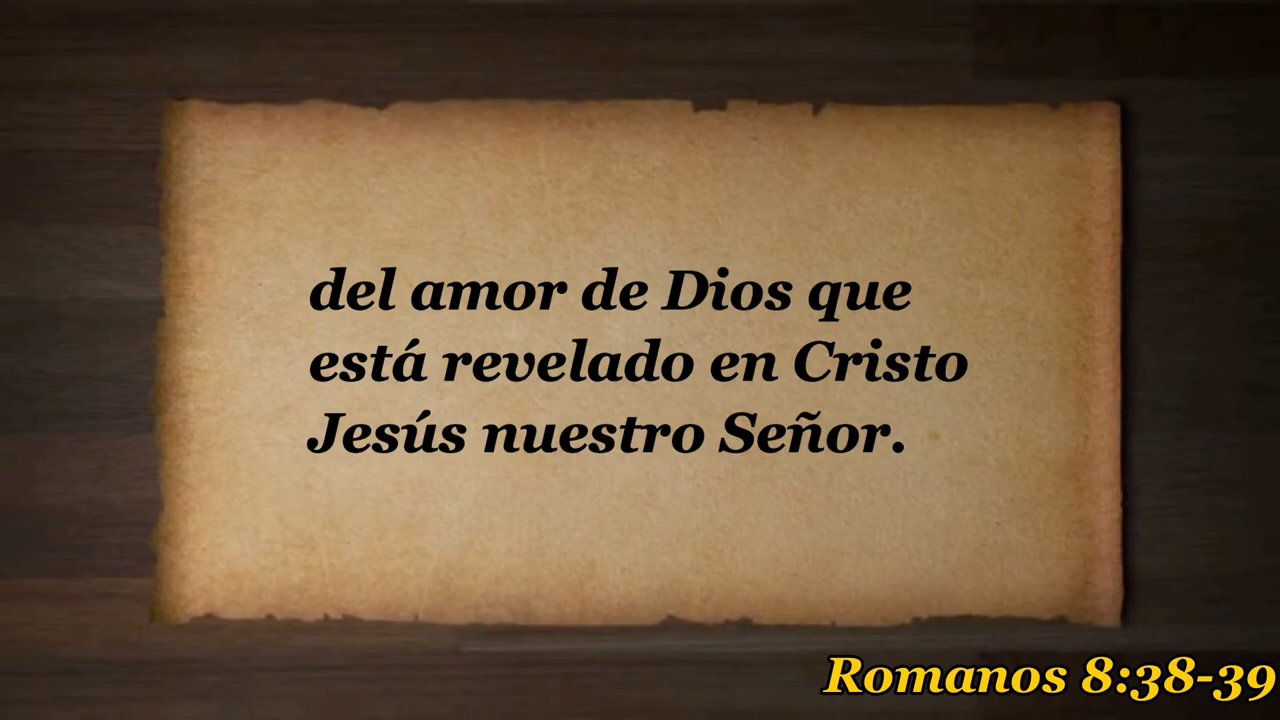 del amor de Dios que
está revelado en Cristo
Jesús nuestro Señor.
Romanos 8:38-39